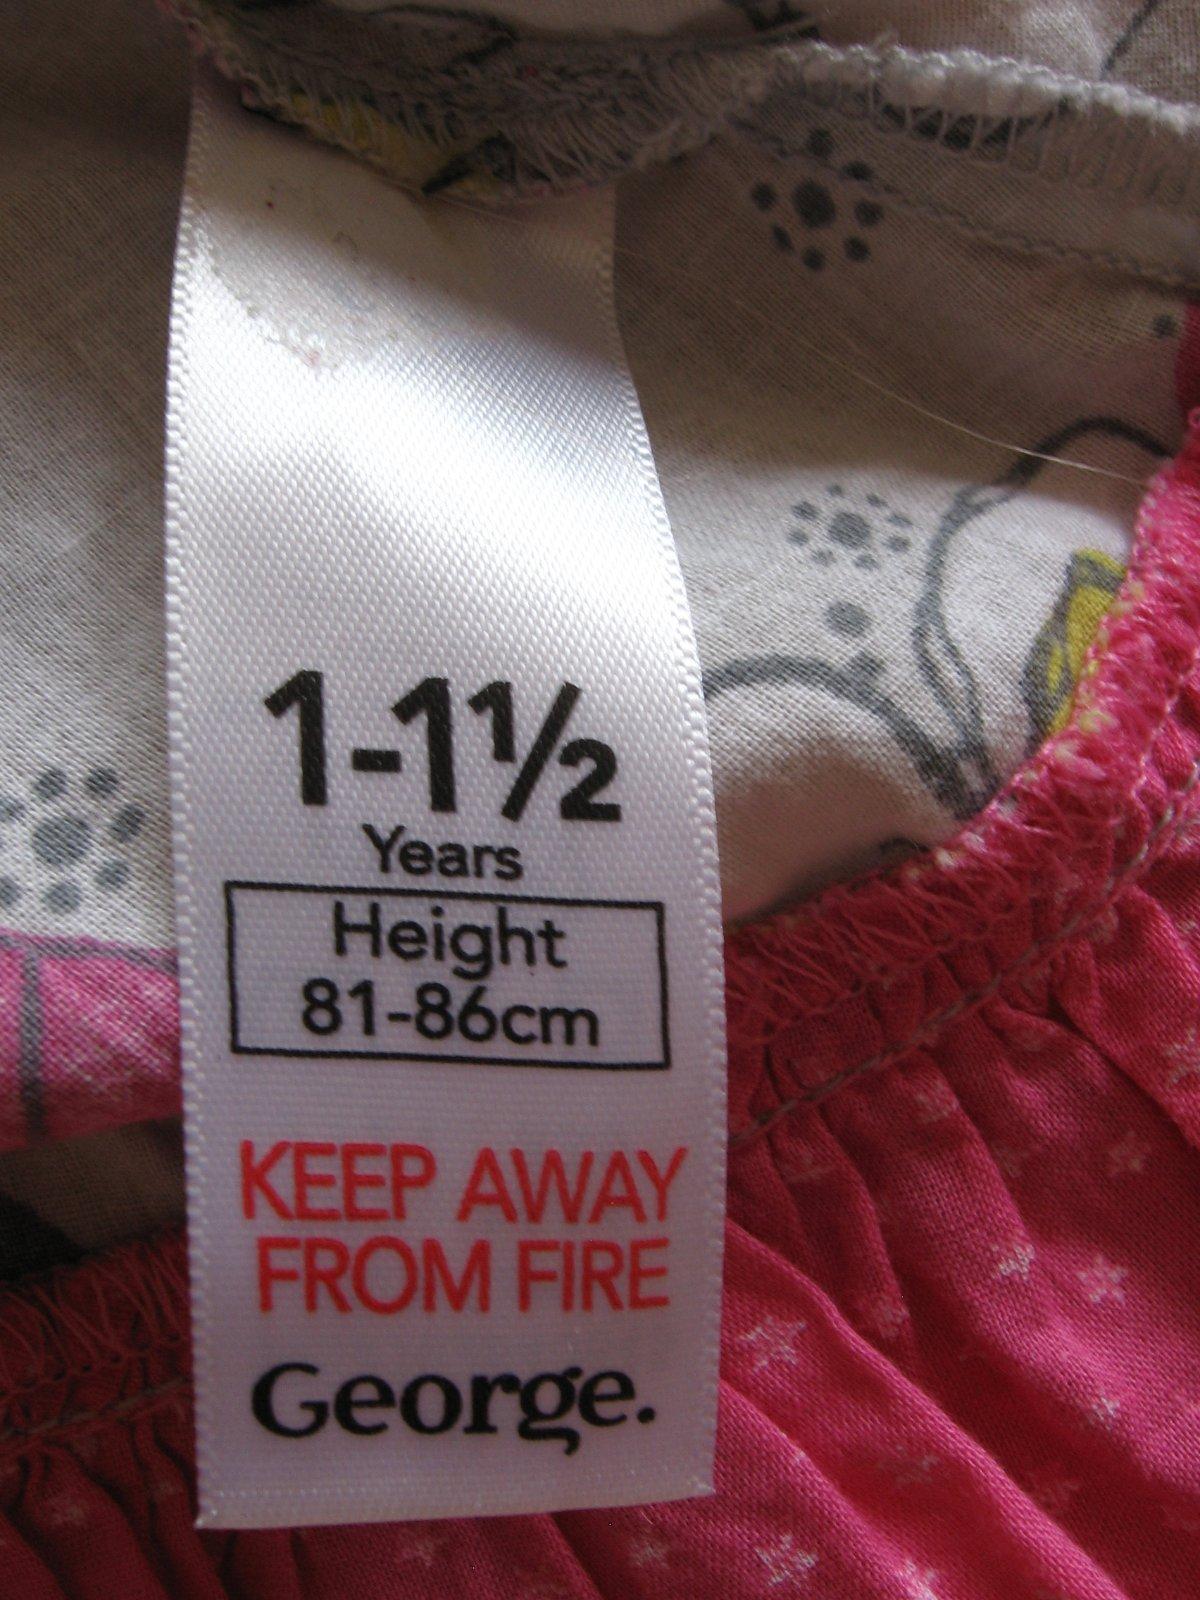 1-1½
Years
Height
81-86cm
KEEP AWAY
FROM FIRE
George.